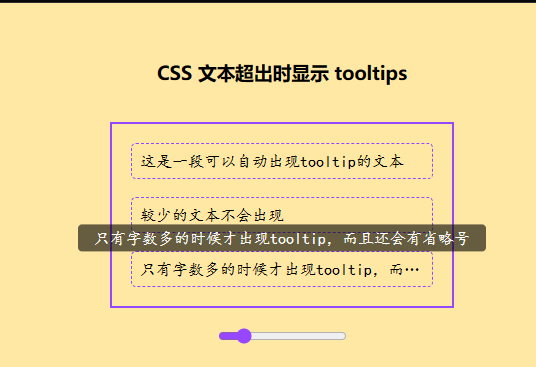 CSS 文本超出时显示 tooltips
这是一段可以自动出现tooltip的文本
较少的文本不会出现
只有字数多的时候才出现tooltip，而且还会有省略号
只有字数多的时候才出现tooltip，而…